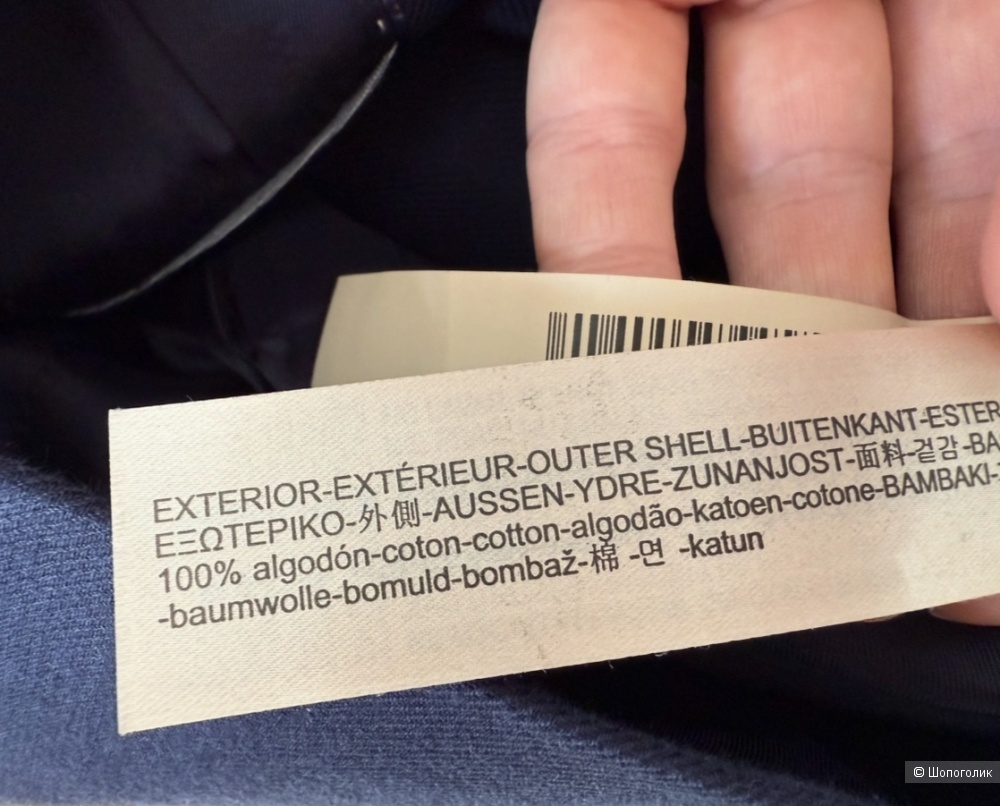 EXTERIOR-EXTÉRIEUR-OUTER SHELL-BUITENKANT-ESTER
ΕΞΩΤΕΡΙΚΟ-外側-AUSSEN-YDRE-ZUNANJOST-面料-겉감-BA
100% algodón-coton-cotton-algodão-katoen-cotone-BAMBAKI-
-baumwolle-bomuld-bombaž-棉 -면 -katun
© Шопоголик